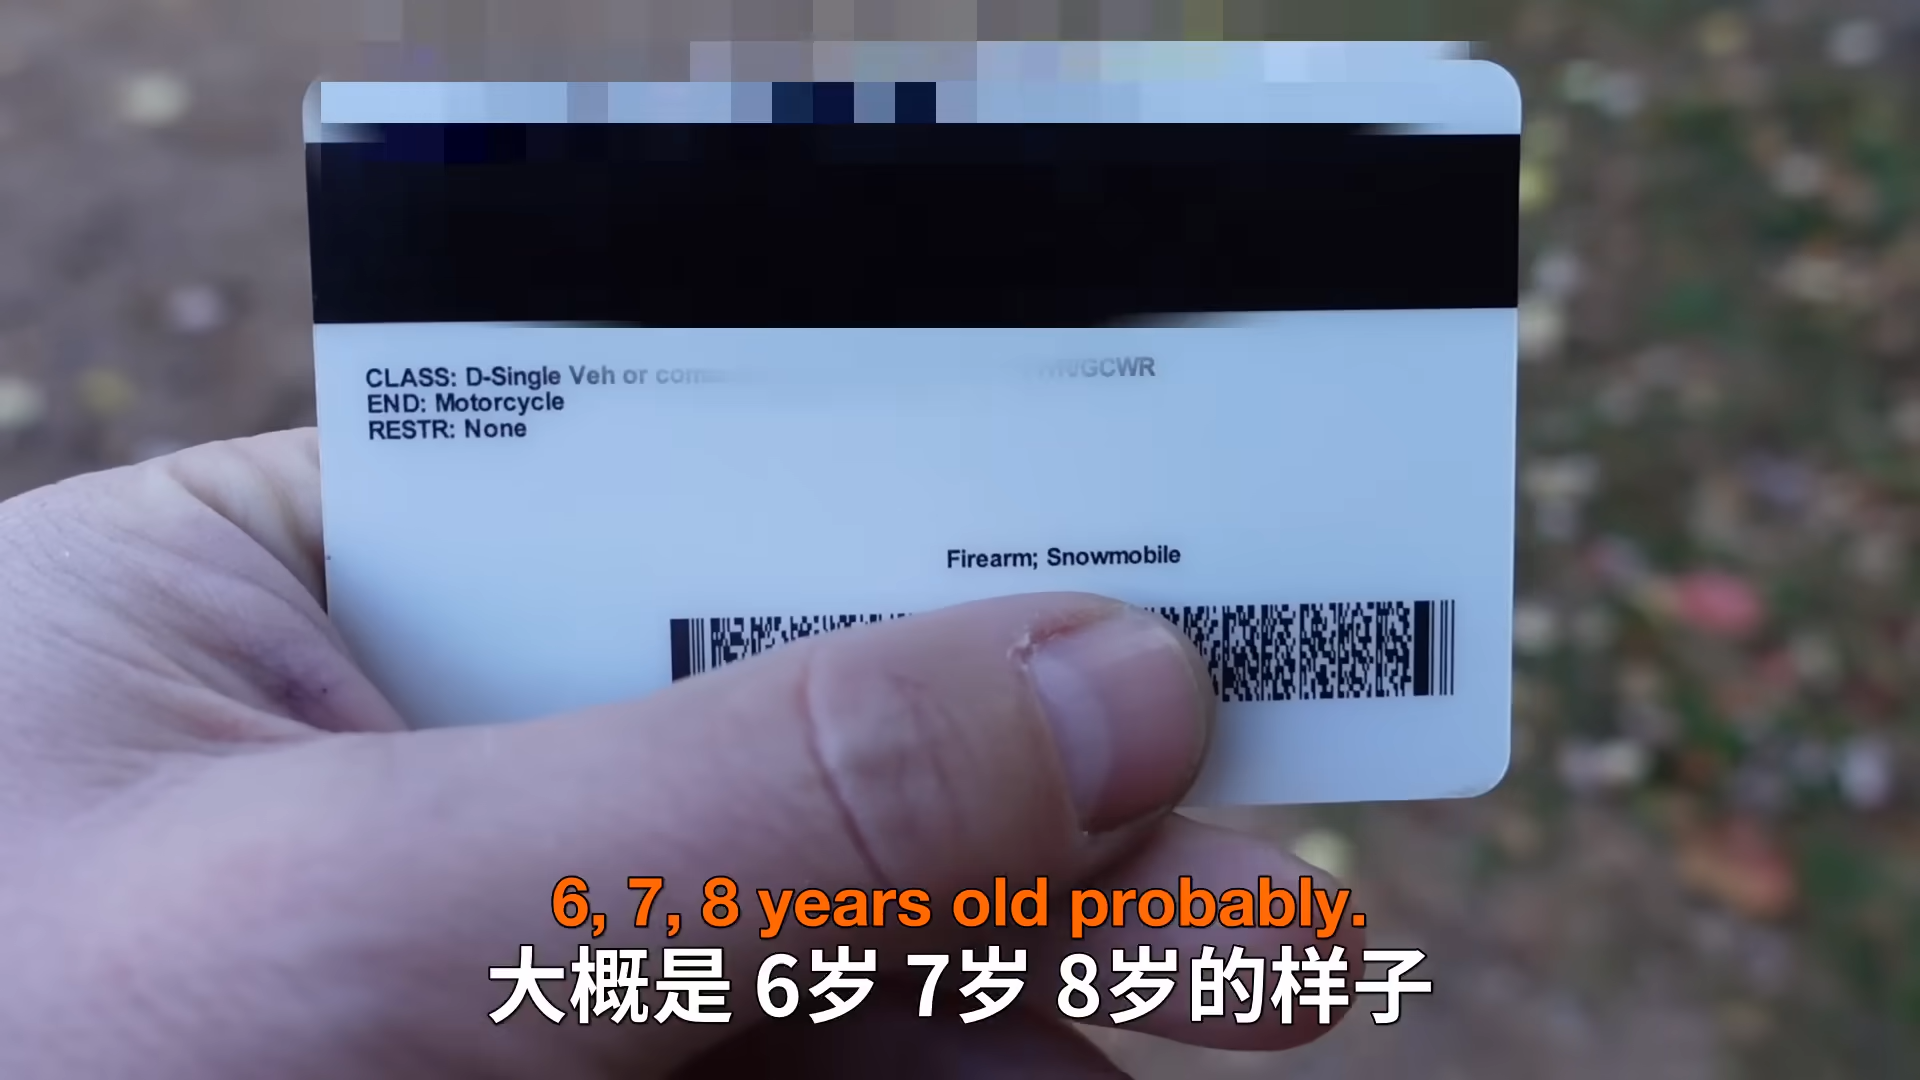 CLASS: D-Single Veh or
END: Motorcycle
RESTR: None
Firearm; Snowmobile
6, 7, 8 years old probably.
大概是 6岁 7岁 8岁的样子